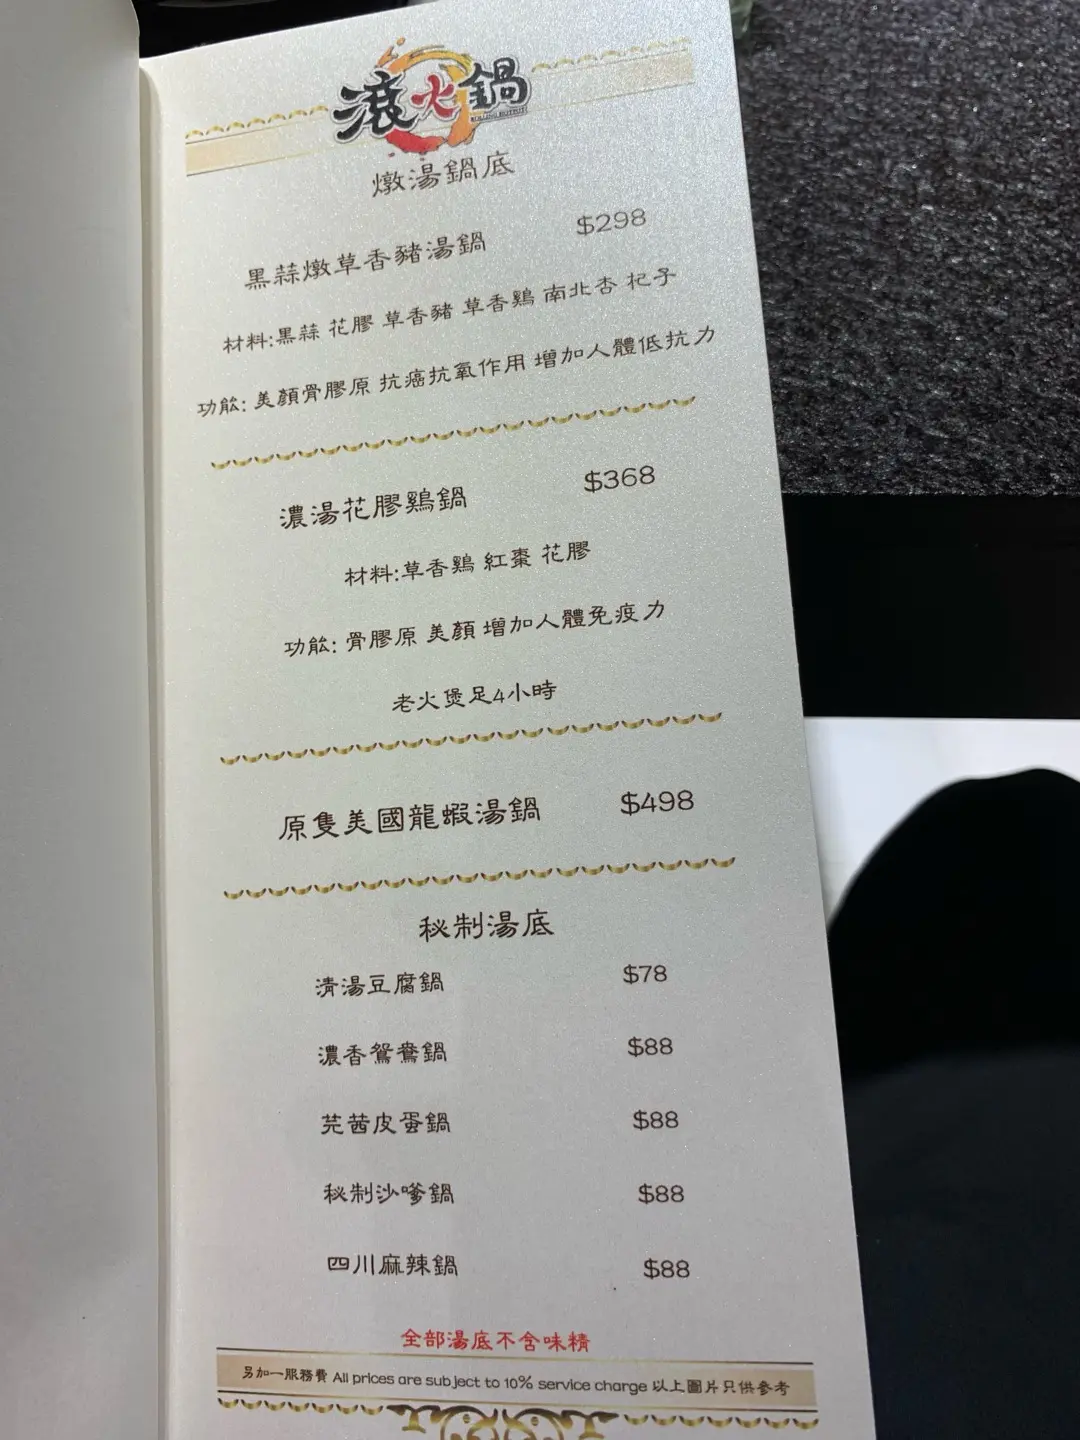 滾火鍋
燉湯鍋底
黑蒜燉草香豬湯鍋 $298
材料:黑蒜 花膠 草香豬 草香鷄 南北杏 杞子
功能: 美顏骨膠原 抗癌抗氧作用 增加人體低抗力
濃湯花膠鷄鍋 $368
材料:草香鷄 紅棗 花膠
功能: 骨膠原 美顏 增加人體免疫力
老火煲足4小時
原隻美國龍蝦湯鍋 $498
秘制湯底
清湯豆腐鍋 $78
濃香鴛鴦鍋 $88
芫茜皮蛋鍋 $88
秘制沙嗲鍋 $88
四川麻辣鍋 $88
全部湯底不含味精
另加一服務費 All prices are subject to 10% service charge 以上圖片只供參考